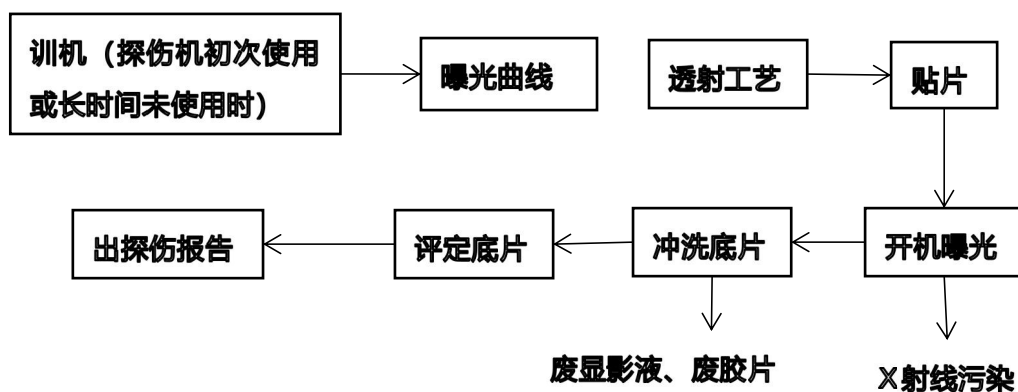 训机（探伤机初次使用
或长时间未使用时）
曝光曲线
透射工艺
贴片
出探伤报告
评定底片
冲洗底片
开机曝光
废显影液、废胶片
X射线污染